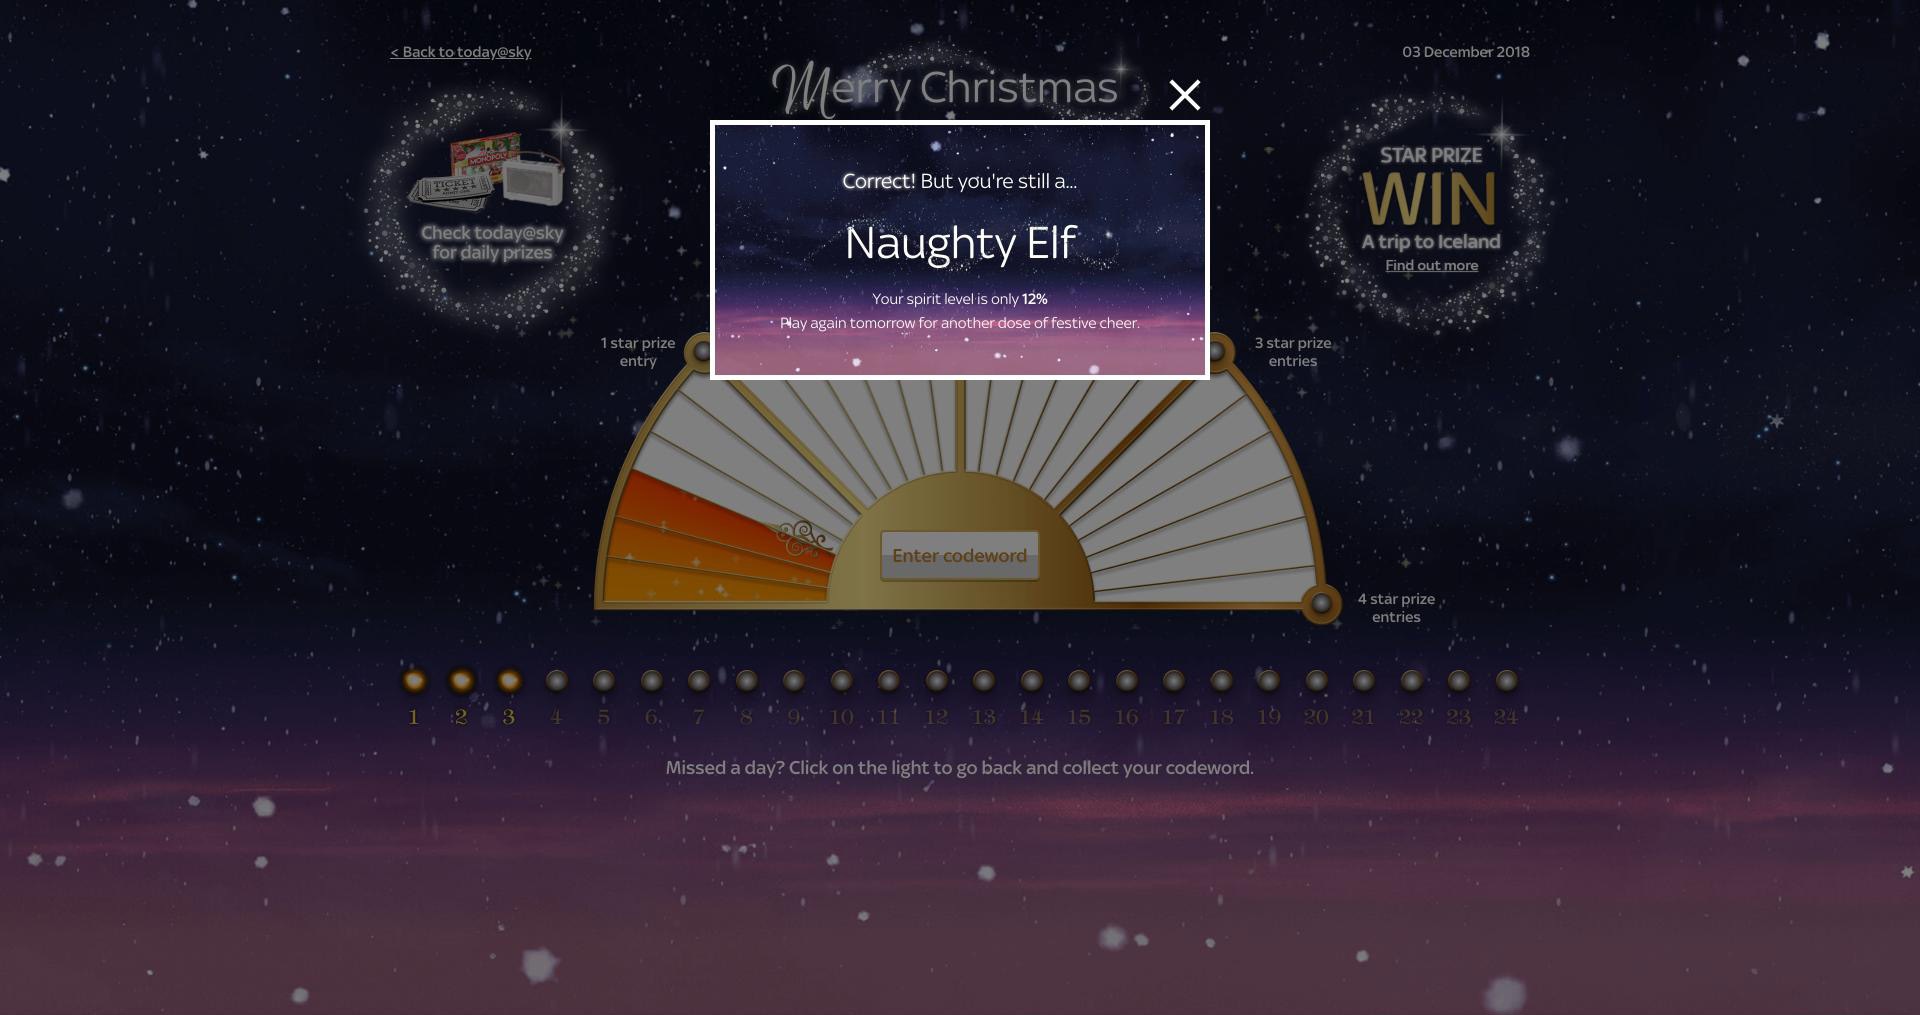 < Back to today@sky
03 December 2018
Merry Christmas
MONOPOLY
TICKET
Check today@sky
for daily prizes
STAR PRIZE
WIN
A trip to Iceland
Find out more
Correct! But you're still a...
Naughty Elf
Your spirit level is only 12%
Play again tomorrow for another dose of festive cheer.
1 star prize
entry
3 star prize
entries
Enter codeword
4 star prize
entries
1 2 3 4 5 6 7 8 9 10 11 12 13 14 15 16 17 18 19 20 21 22 23 24
Missed a day? Click on the light to go back and collect your codeword.